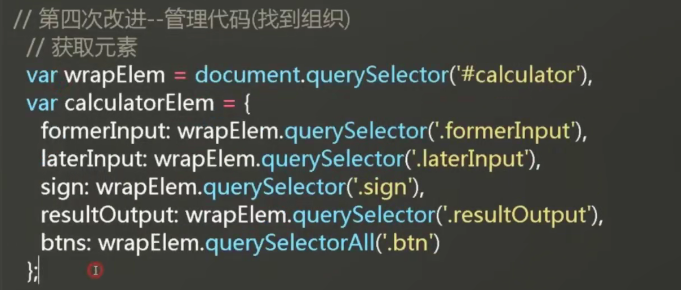 // 第四次改进--管理代码(找到组织)
// 获取元素
var wrapElem = document.querySelector('#calculator'),
var calculatorElem = {
formerInput: wrapElem.querySelector('.formerInput'),
laterInput: wrapElem.querySelector('.laterInput'),
sign: wrapElem.querySelector('.sign'),
resultOutput: wrapElem.querySelector('.resultOutput'),
btns: wrapElem.querySelectorAll('.btn')
};